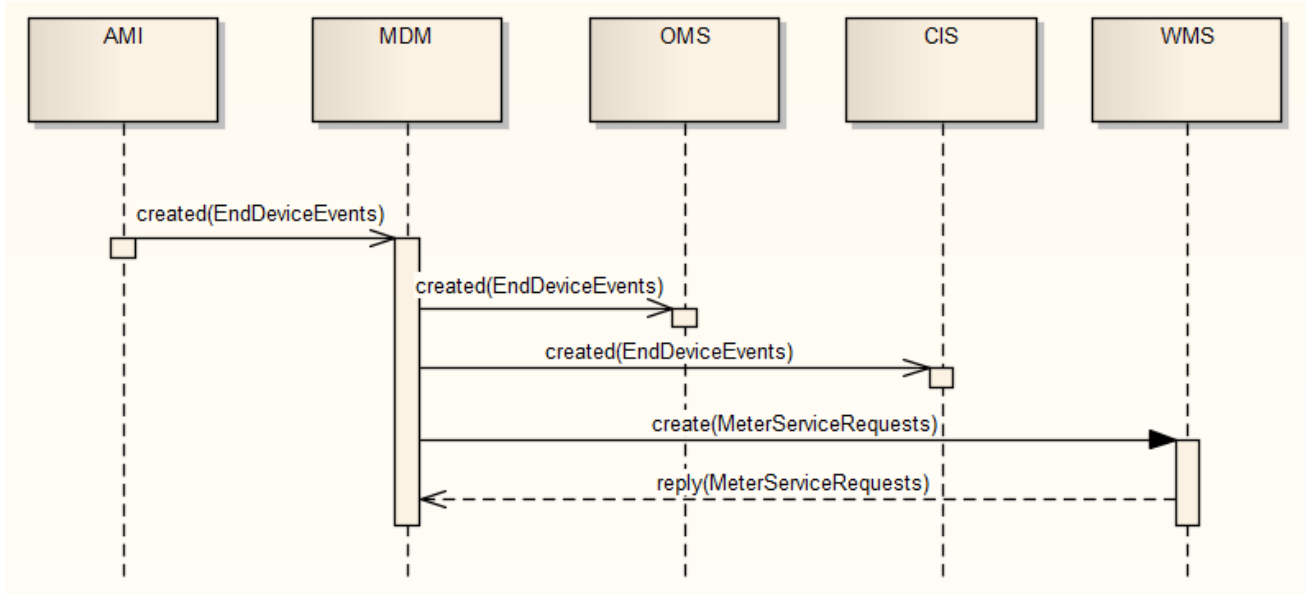 AMI
MDM
OMS
CIS
WMS
created(EndDeviceEvents)
created(EndDeviceEvents)
created(EndDeviceEvents)
create(MeterServiceRequests)
reply(MeterServiceRequests)